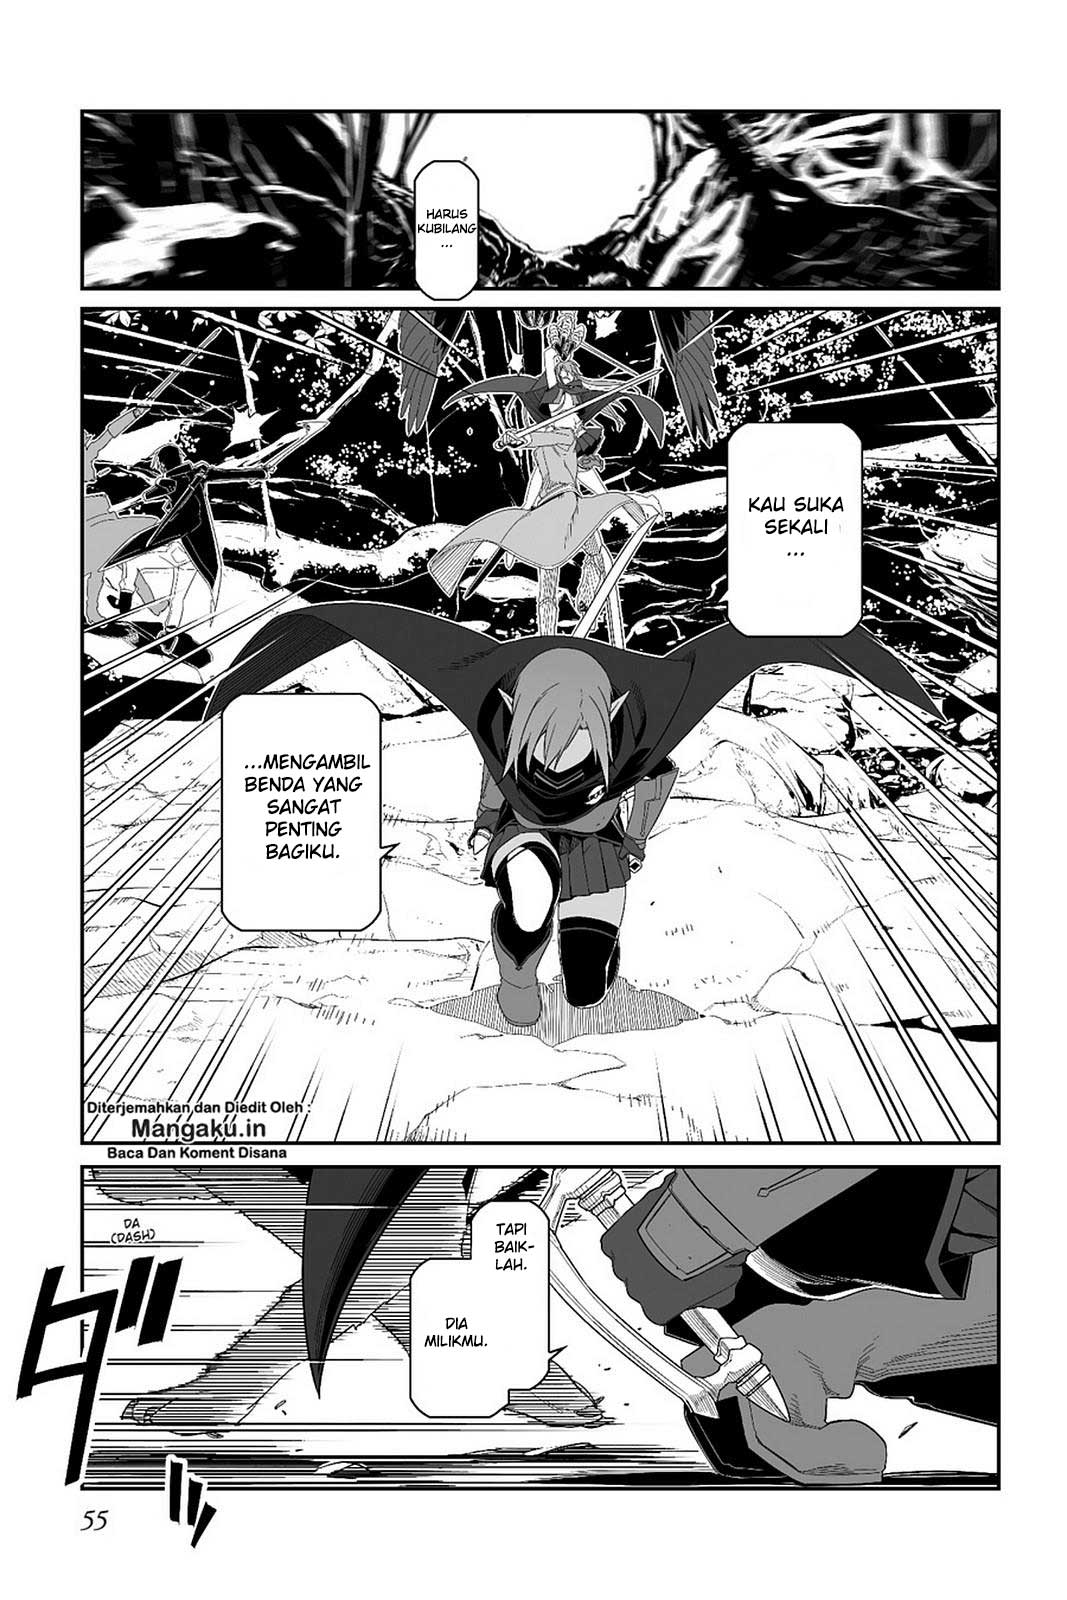 HARUS
KUBILANG
...
KAU SUKA
SEKALI
...
...MENGAMBIL
BENDA YANG
SANGAT
PENTING
BAGIKU.
Diterjemahkan dan Diedit Oleh :
Mangaku.in
Baca Dan Koment Disana
TAPI
BAIK-
LAH.
DIA
MILIKMU.
DA
(DASH)
ダッ
55